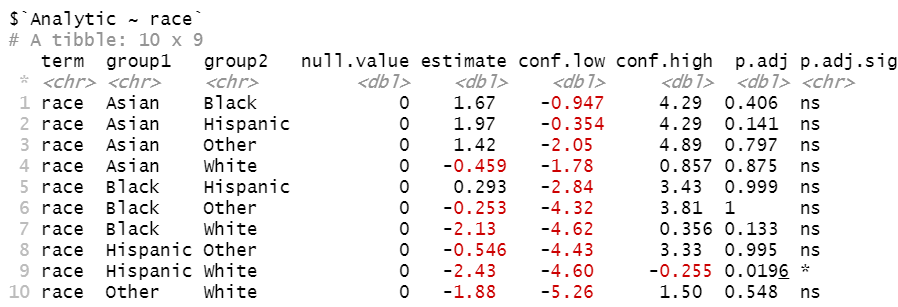 $`Analytic ~ race`
# A tibble: 10 x 9
term group1 group2 null.value estimate conf.low conf.high p.adj p.adj.sig
* <chr> <chr> <chr> <dbl> <dbl> <dbl> <dbl> <dbl> <chr>
1 race Asian Black 0 1.67 -0.947 4.29 0.406 ns
2 race Asian Hispanic 0 1.97 -0.354 4.29 0.141 ns
3 race Asian Other 0 1.42 -2.05 4.89 0.797 ns
4 race Asian White 0 -0.459 -1.78 0.857 0.875 ns
5 race Black Hispanic 0 0.293 -2.84 3.43 0.999 ns
6 race Black Other 0 -0.253 -4.32 3.81 1 ns
7 race Black White 0 -2.13 -4.62 0.356 0.133 ns
8 race Hispanic Other 0 -0.546 -4.43 3.33 0.995 ns
9 race Hispanic White 0 -2.43 -4.60 -0.255 0.0196 *
10 race Other White 0 -1.88 -5.26 1.50 0.548 ns